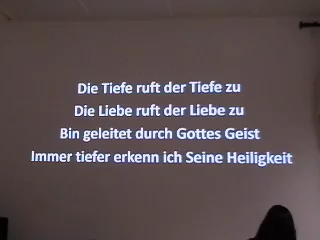 Die Tiefe ruft der Tiefe zu
Die Liebe ruft der Liebe zu
Bin geleitet durch Gottes Geist
Immer tiefer erkenn ich Seine Heiligkeit